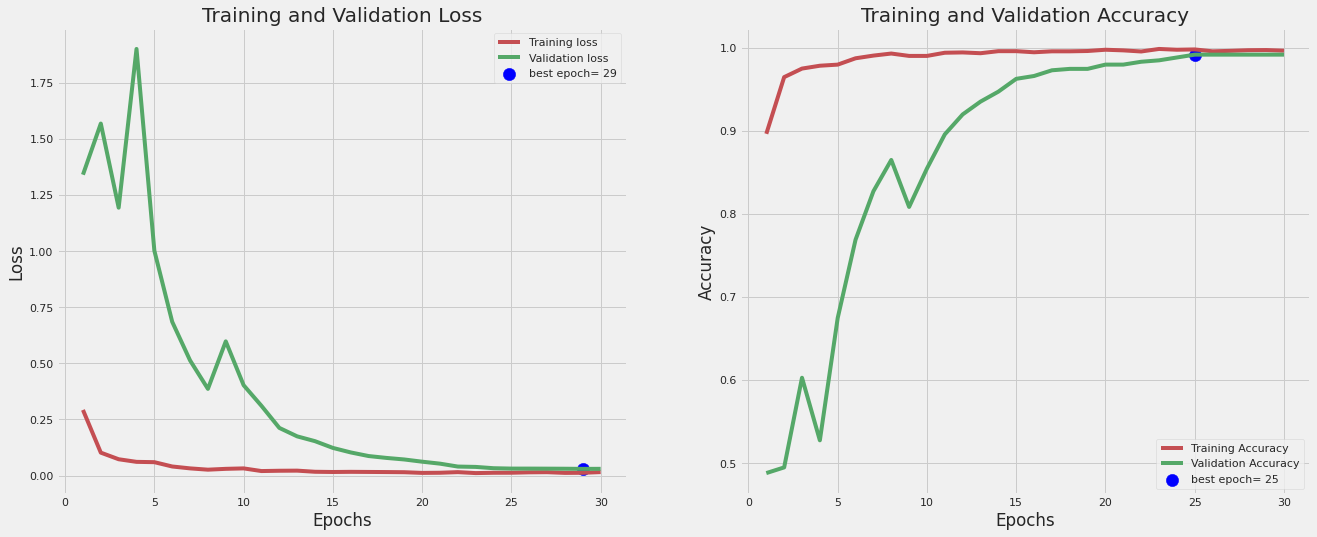 Training and Validation Loss
Training loss
Validation loss
best epoch= 29
1.75
1.50
1.25
1.00
0.75
0.50
0.25
0.00
Loss
0 5 10 15 20 25 30
Epochs
Training and Validation Accuracy
1.0
0.9
0.8
0.7
0.6
0.5
Accuracy
Training Accuracy
Validation Accuracy
best epoch= 25
0 5 10 15 20 25 30
Epochs